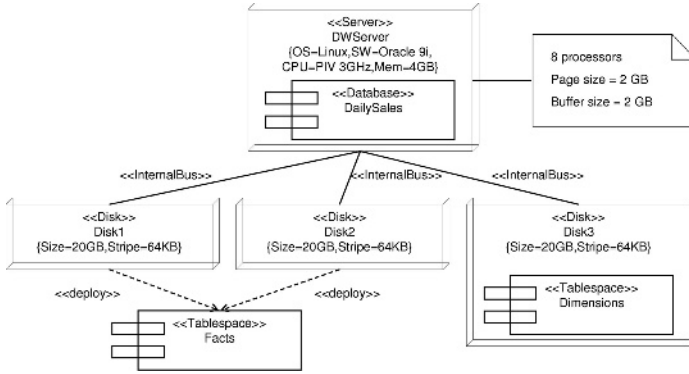 <<Server>>
DWServer
{OS-Linux,SW-Oracle 9i,
CPU-PIV 3GHz,Mem-4GB}
<<Database>>
DailySales
8 processors
Page size = 2 GB
Buffer size = 2 GB
<<InternalBus>>
<<InternalBus>>
<<InternalBus>>
<<Disk>>
Disk1
{Size-20GB,Stripe-64KB}
<<Disk>>
Disk2
{Size-20GB,Stripe-64KB}
<<Disk>>
Disk3
{Size-20GB,Stripe-64KB}
<<Tablespace>>
Dimensions
<<deploy>>
<<deploy>>
<<Tablespace>>
Facts